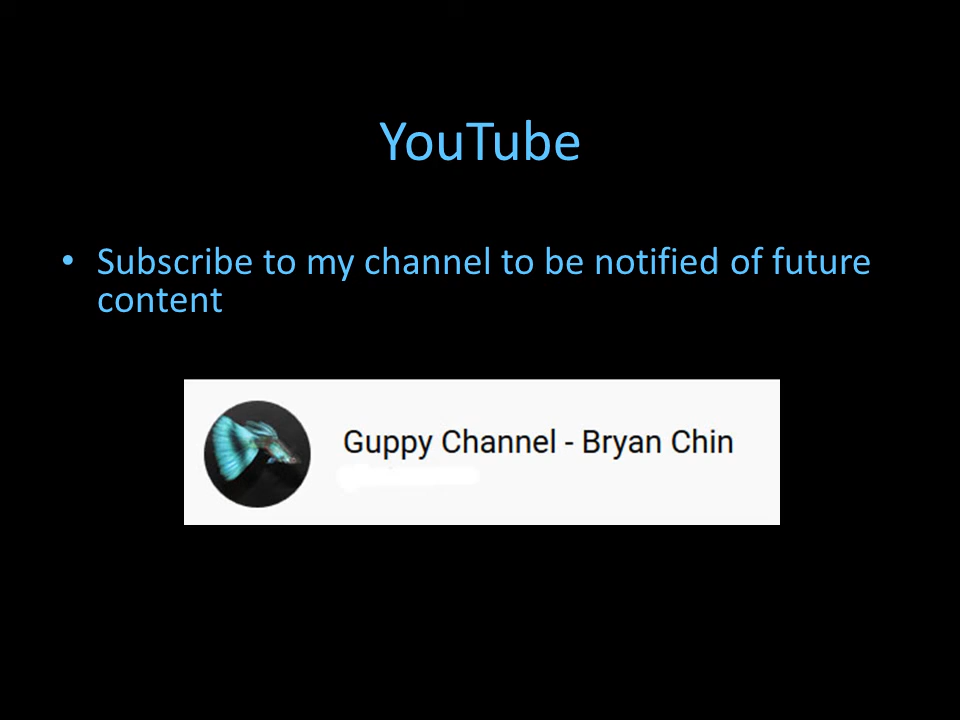 YouTube
• Subscribe to my channel to be notified of future
content
Guppy Channel - Bryan Chin